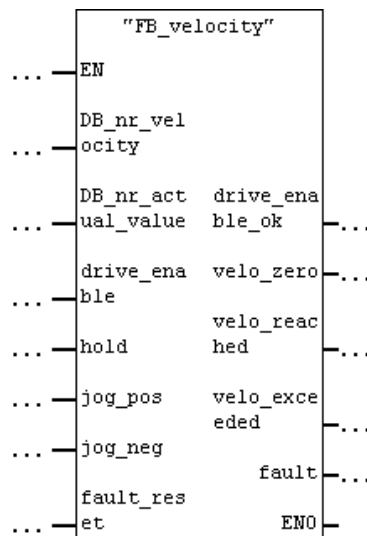 "FB_velocity"
... EN
DB_nr_vel
... ocity
DB_nr_act drive_ena
... ual_value ble_ok ...
drive_ena velo_zero ...
... ble
velo_reac
... hold hed ...
... jog_pos velo_exce
eded ...
... jog_neg
fault ...
fault_res
... et ENO